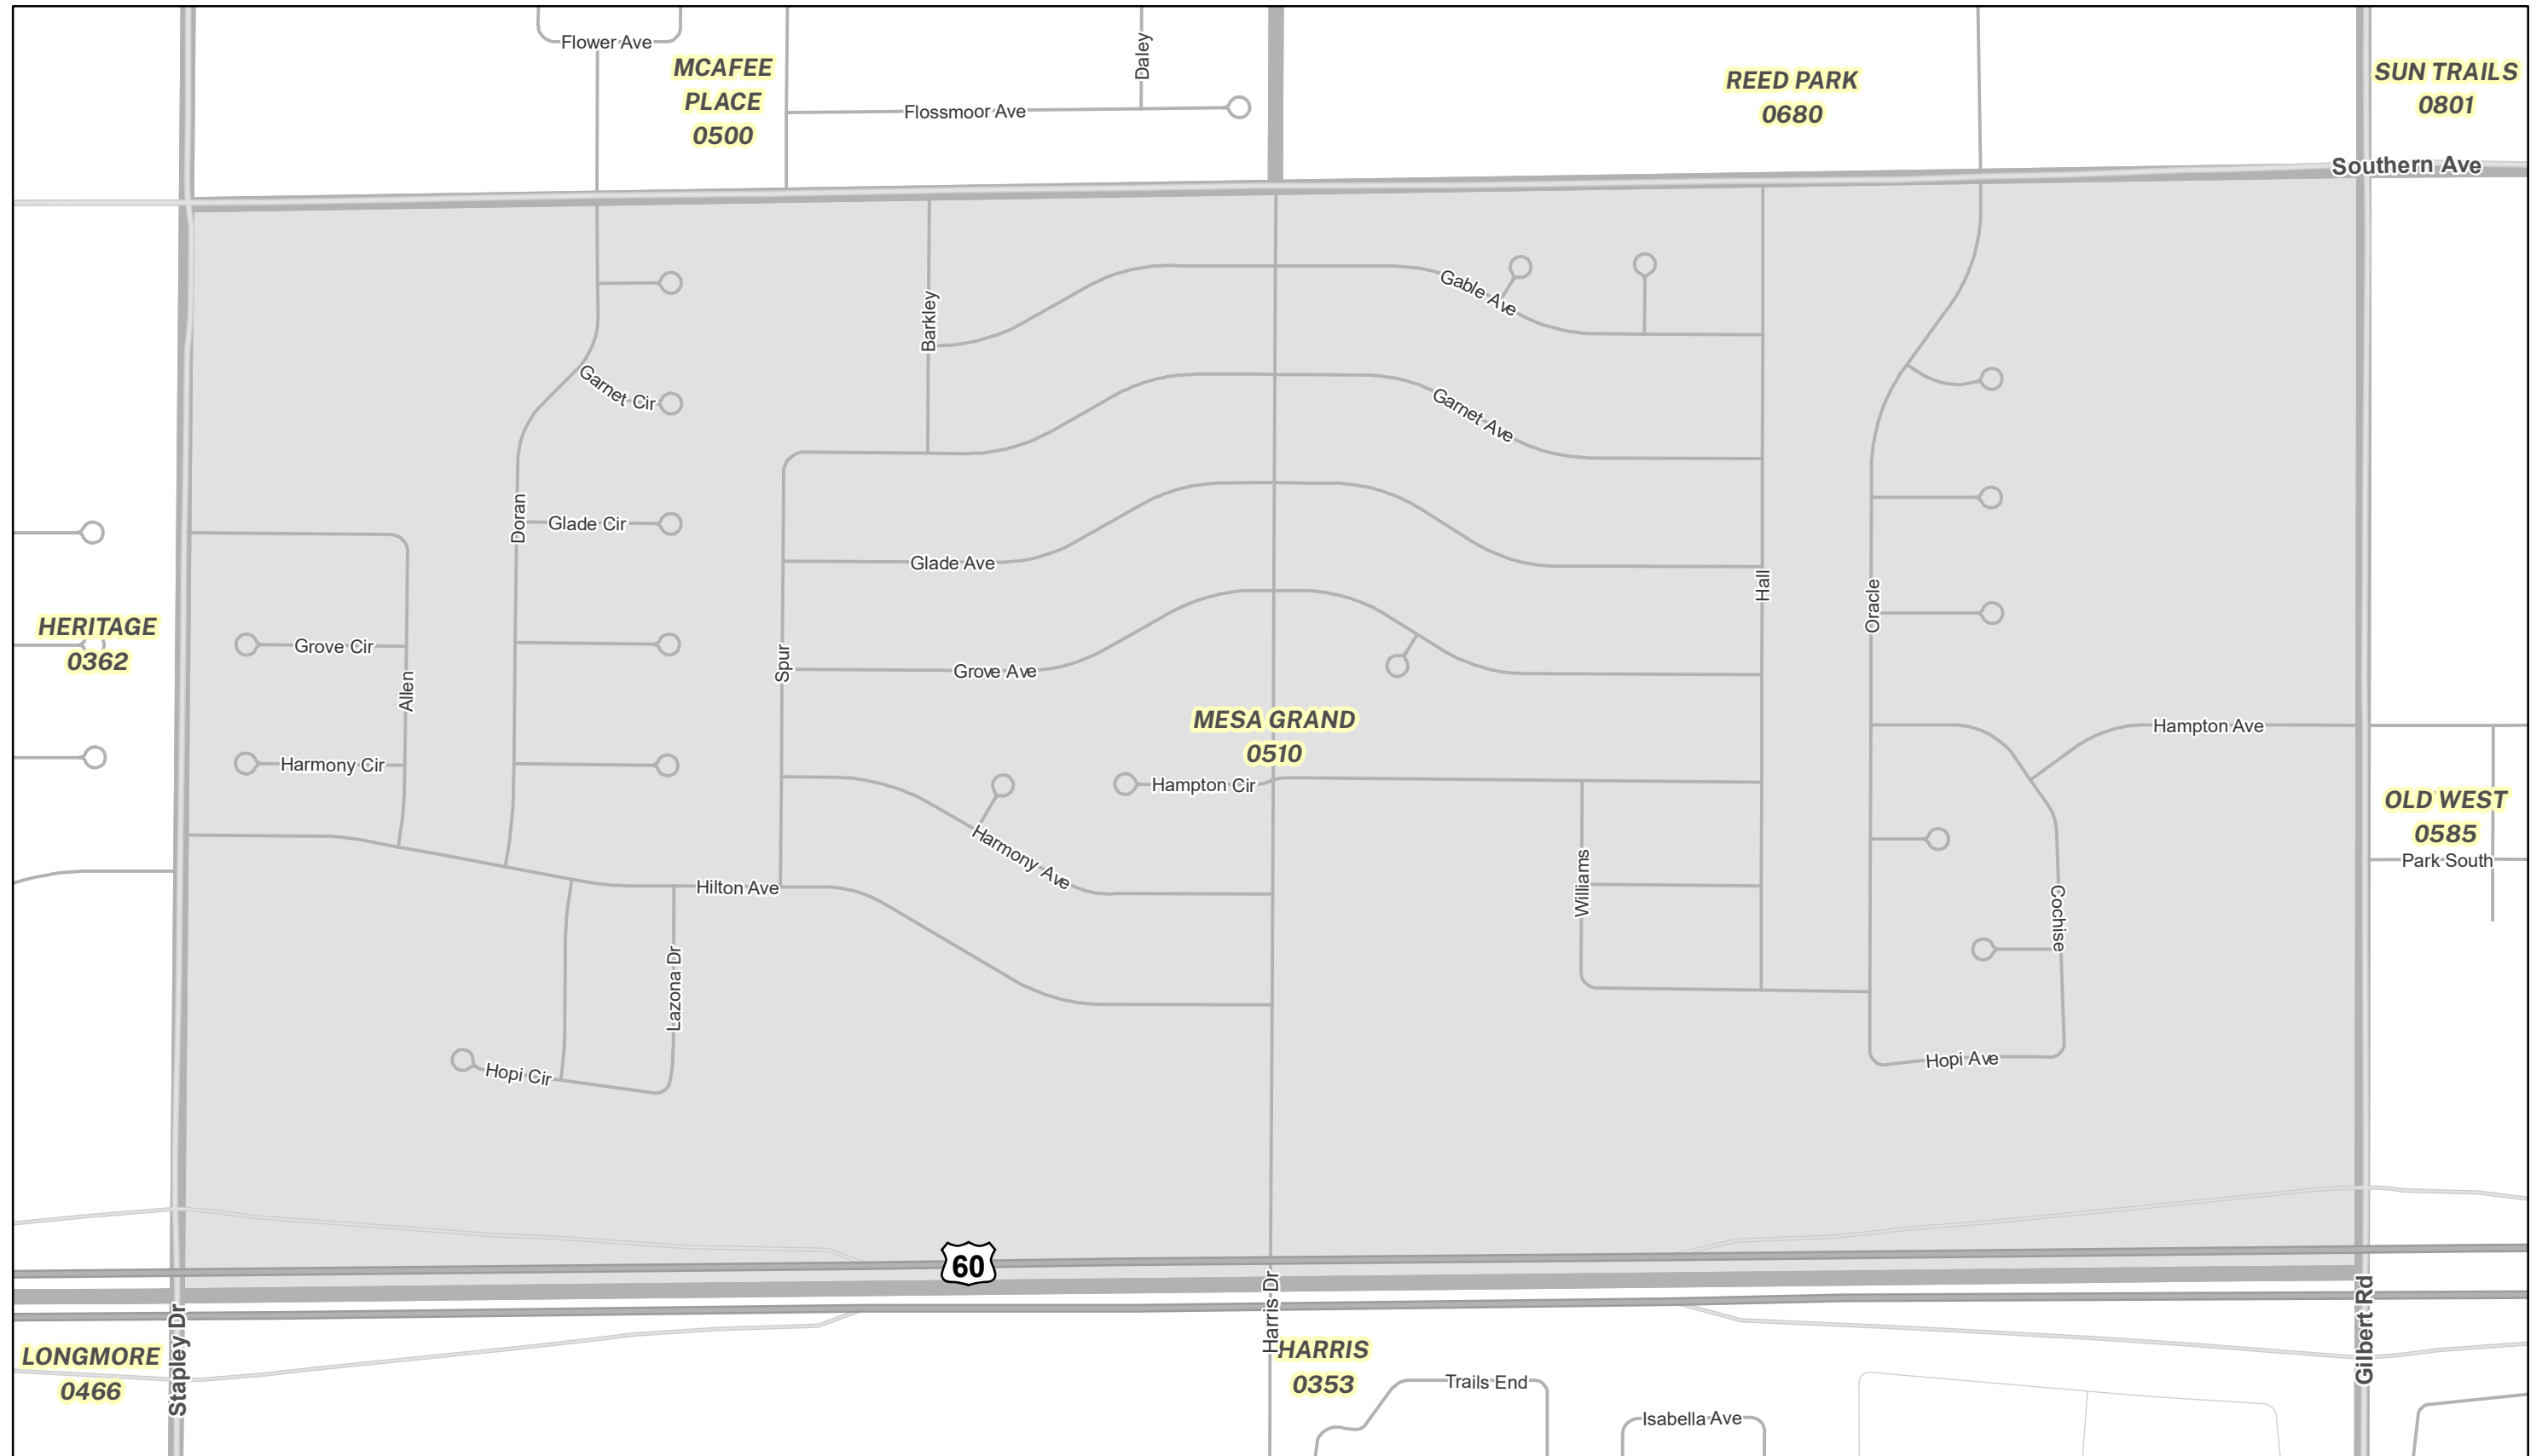 Flower Ave
MCAFEE
PLACE
0500
Daley
Flossmoor Ave
REED PARK
0680
SUN TRAILS
0801
Southern Ave
Gable Ave
Barkley
Garnet Cir
Garnet Ave
Doran
Glade Cir
Glade Ave
Hall
Oracle
HERITAGE
0362
Grove Cir
Allen
Spur
Grove Ave
MESA GRAND
0510
Hampton Ave
Harmony Cir
Hampton Cir
OLD WEST
0585
Park South
Harmony Ave
Williams
Hilton Ave
Cochise
Lazona Dr
Hopi Cir
Hopi Ave
60
Harris Dr
Stapley Dr
Gilbert Rd
LONGMORE
0466
HARRIS
0353
Trails End
Isabella Ave